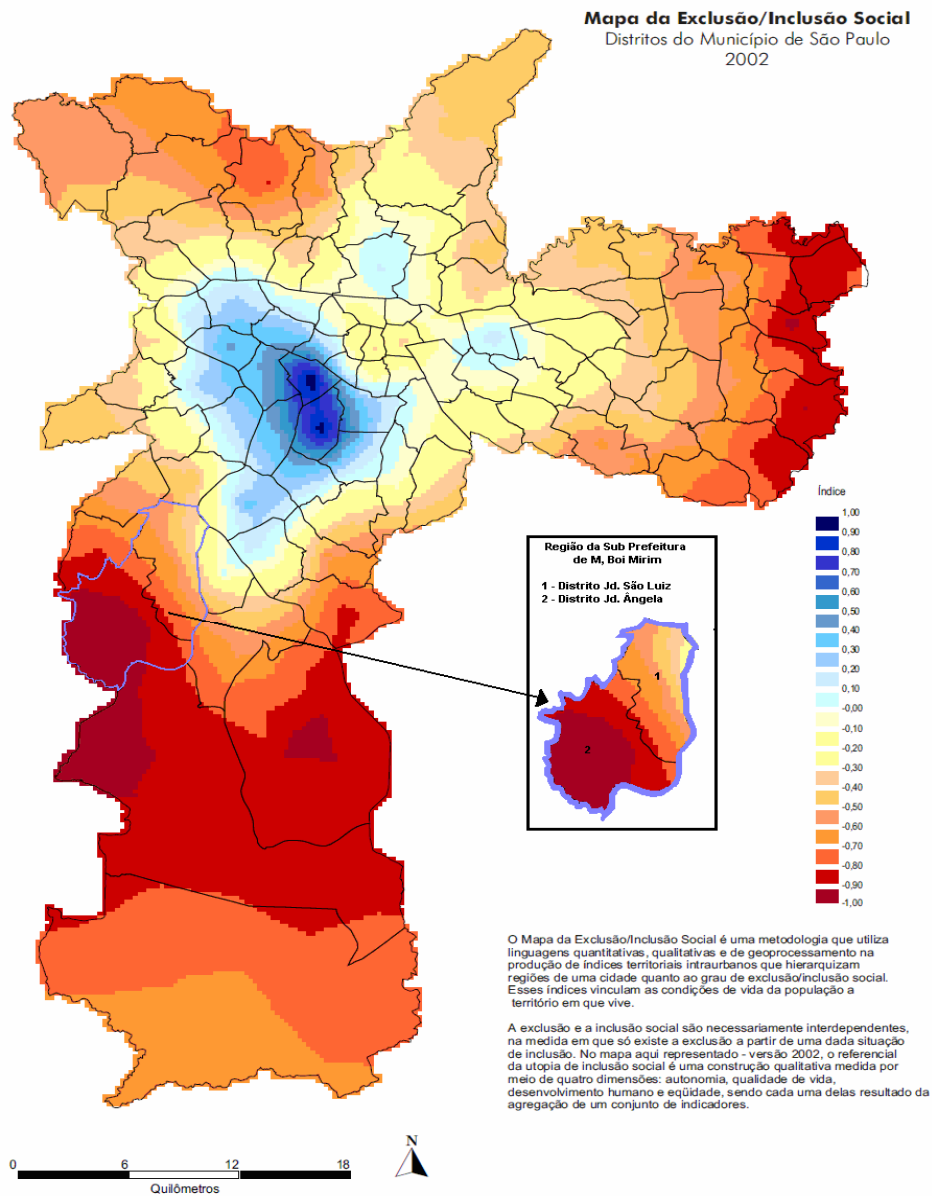 Mapa da Exclusão/Inclusão Social
Distritos do Município de São Paulo
2002
Índice
1,00
0,90
0,80
0,70
0,60
0,50
0,40
0,30
0,20
0,10
-0,00
-0,10
-0,20
-0,30
-0,40
-0,50
-0,60
-0,70
-0,80
-0,90
-1,00
Região da Sub Prefeitura
de M, Boi Mirim
1 - Distrito Jd. São Luiz
2 - Distrito Jd. Ângela
1
2
O Mapa da Exclusão/Inclusão Social é uma metodologia que utiliza
linguagens quantitativas, qualitativas e de geoprocessamento na
produção de índices territoriais intraurbanos que hierarquizam
regiões de uma cidade quanto ao grau de exclusão/inclusão social.
Esses índices vinculam as condições de vida da população a
território em que vive.
A exclusão e a inclusão social são necessariamente interdependentes,
na medida em que só existe a exclusão a partir de uma dada situação
de inclusão. No mapa aqui representado - versão 2002, o referencial
da utopia de inclusão social é uma construção qualitativa medida por
meio de quatro dimensões: autonomia, qualidade de vida,
desenvolvimento humano e eqüidade, sendo cada uma delas resultado da
agregação de um conjunto de indicadores.
N
0 6 12 18
Quilômetros